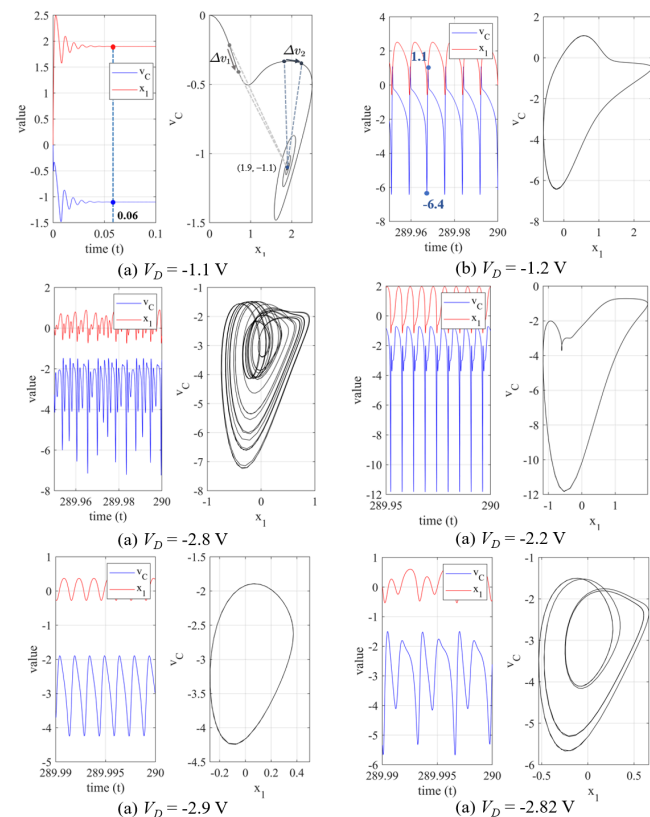 2.5
2
1.5
1
0.5
0
-0.5
-1
-1.5
value
v_C
x_1
0.06
0
0.05
0.1
time (t)
0
-0.5
-1
-1.5
v_C
Δv_1
Δv_2
(1.9, −1.1)
0
1
2
x_1
(a) V_D = -1.1 V
4
2
0
-2
-4
-6
-8
value
v_C
x_1
1.1
-6.4
289.96
289.98
290
time (t)
2
0
-2
-4
-6
-8
v_C
0
1
2
x_1
(b) V_D = -1.2 V
2
0
-2
-4
-6
-8
value
v_C
x_1
289.96
289.98
290
time (t)
-1
-2
-3
-4
-5
-6
-7
-8
v_C
-1
0
1
x_1
(a) V_D = -2.8 V
2
0
-2
-4
-6
-8
-10
-12
value
v_C
x_1
289.95
290
time (t)
0
-2
-4
-6
-8
-10
-12
v_C
-1
0
1
x_1
(a) V_D = -2.2 V
1
0
-1
-2
-3
-4
-5
value
v_C
x_1
289.99
289.995
290
time (t)
-1.5
-2
-2.5
-3
-3.5
-4
-4.5
v_C
-0.2
0
0.2
0.4
x_1
(a) V_D = -2.9 V
1
0
-1
-2
-3
-4
-5
-6
value
v_C
x_1
289.99
289.995
290
time (t)
-1
-2
-3
-4
-5
-6
v_C
-0.5
0
0.5
x_1
(a) V_D = -2.82 V